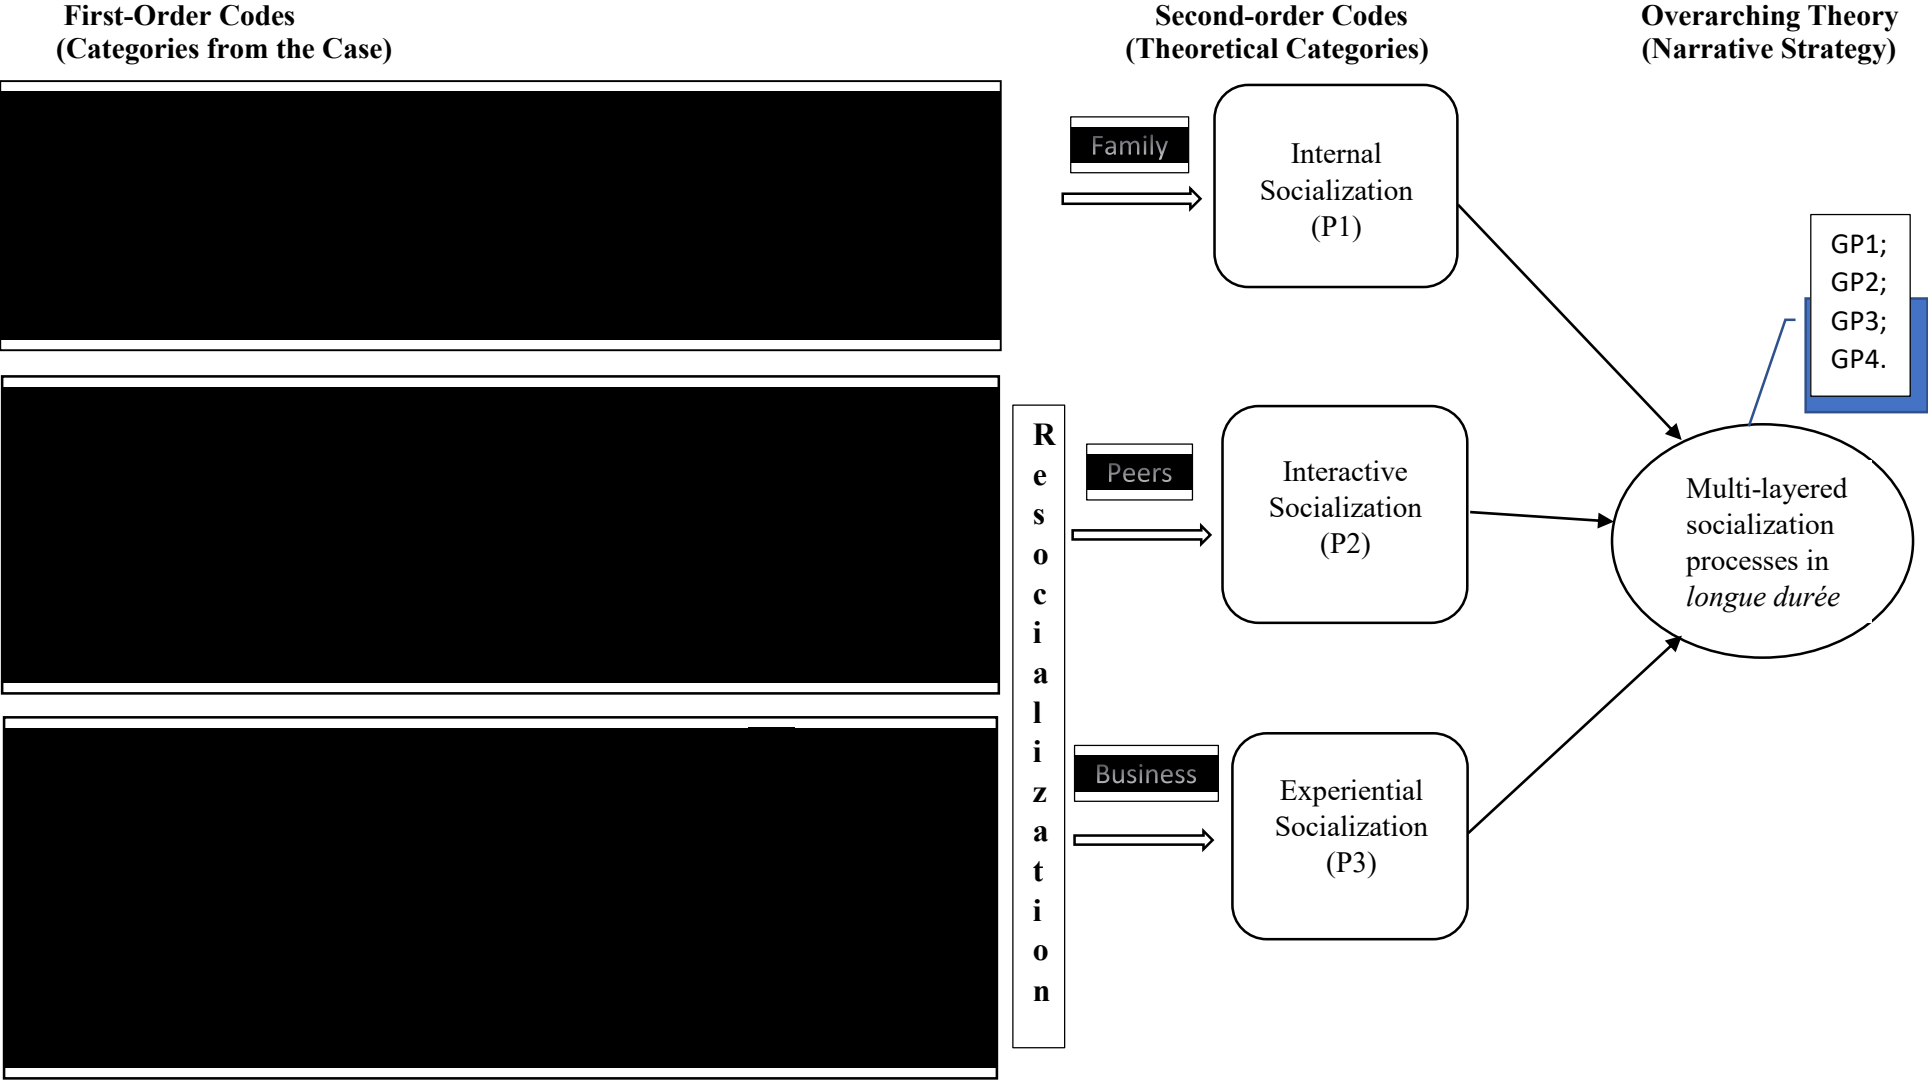 First-Order Codes
(Categories from the Case)
Second-order Codes
(Theoretical Categories)
Overarching Theory
(Narrative Strategy)
Family
Internal
Socialization
(P1)
GP1;
GP2;
GP3;
GP4.
Resocialization
Peers
Interactive
Socialization
(P2)
Multi-layered
socialization
processes in
longue durée
Business
Experiential
Socialization
(P3)